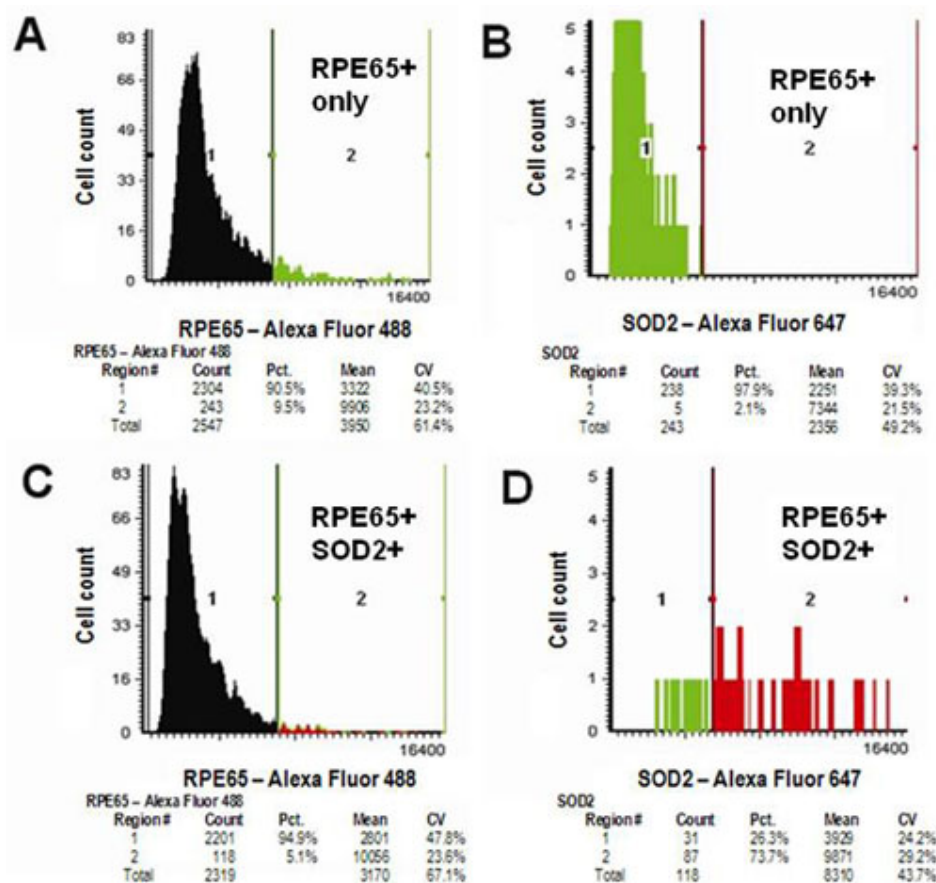 A
83
66
49
33
16
0
Cell count
RPE65+
only
1
2
16400
RPE65 – Alexa Fluor 488
RPE65 – Alexa Fluor 488
Region# Count Pct. Mean CV
1 2304 90.5% 3322 40.5%
2 243 9.5% 9906 23.2%
Total 2547 3950 61.4%
B
5
4
3
2
1
0
Cell count
RPE65+
only
1
2
16400
SOD2 – Alexa Fluor 647
SOD2
Region# Count Pct. Mean CV
1 238 97.9% 2251 39.3%
2 5 2.1% 7344 21.5%
Total 243 2356 49.2%
C
83
66
49
33
16
0
Cell count
RPE65+
SOD2+
1
2
16400
RPE65 – Alexa Fluor 488
RPE65 – Alexa Fluor 488
Region# Count Pct. Mean CV
1 2201 94.9% 2801 47.8%
2 118 5.1% 10056 23.6%
Total 2319 3170 67.1%
D
5
4
3
2
1
0
Cell count
RPE65+
SOD2+
1
2
16400
SOD2 – Alexa Fluor 647
SOD2
Region# Count Pct. Mean CV
1 31 26.3% 3929 24.2%
2 87 73.7% 9871 29.2%
Total 118 8310 43.7%